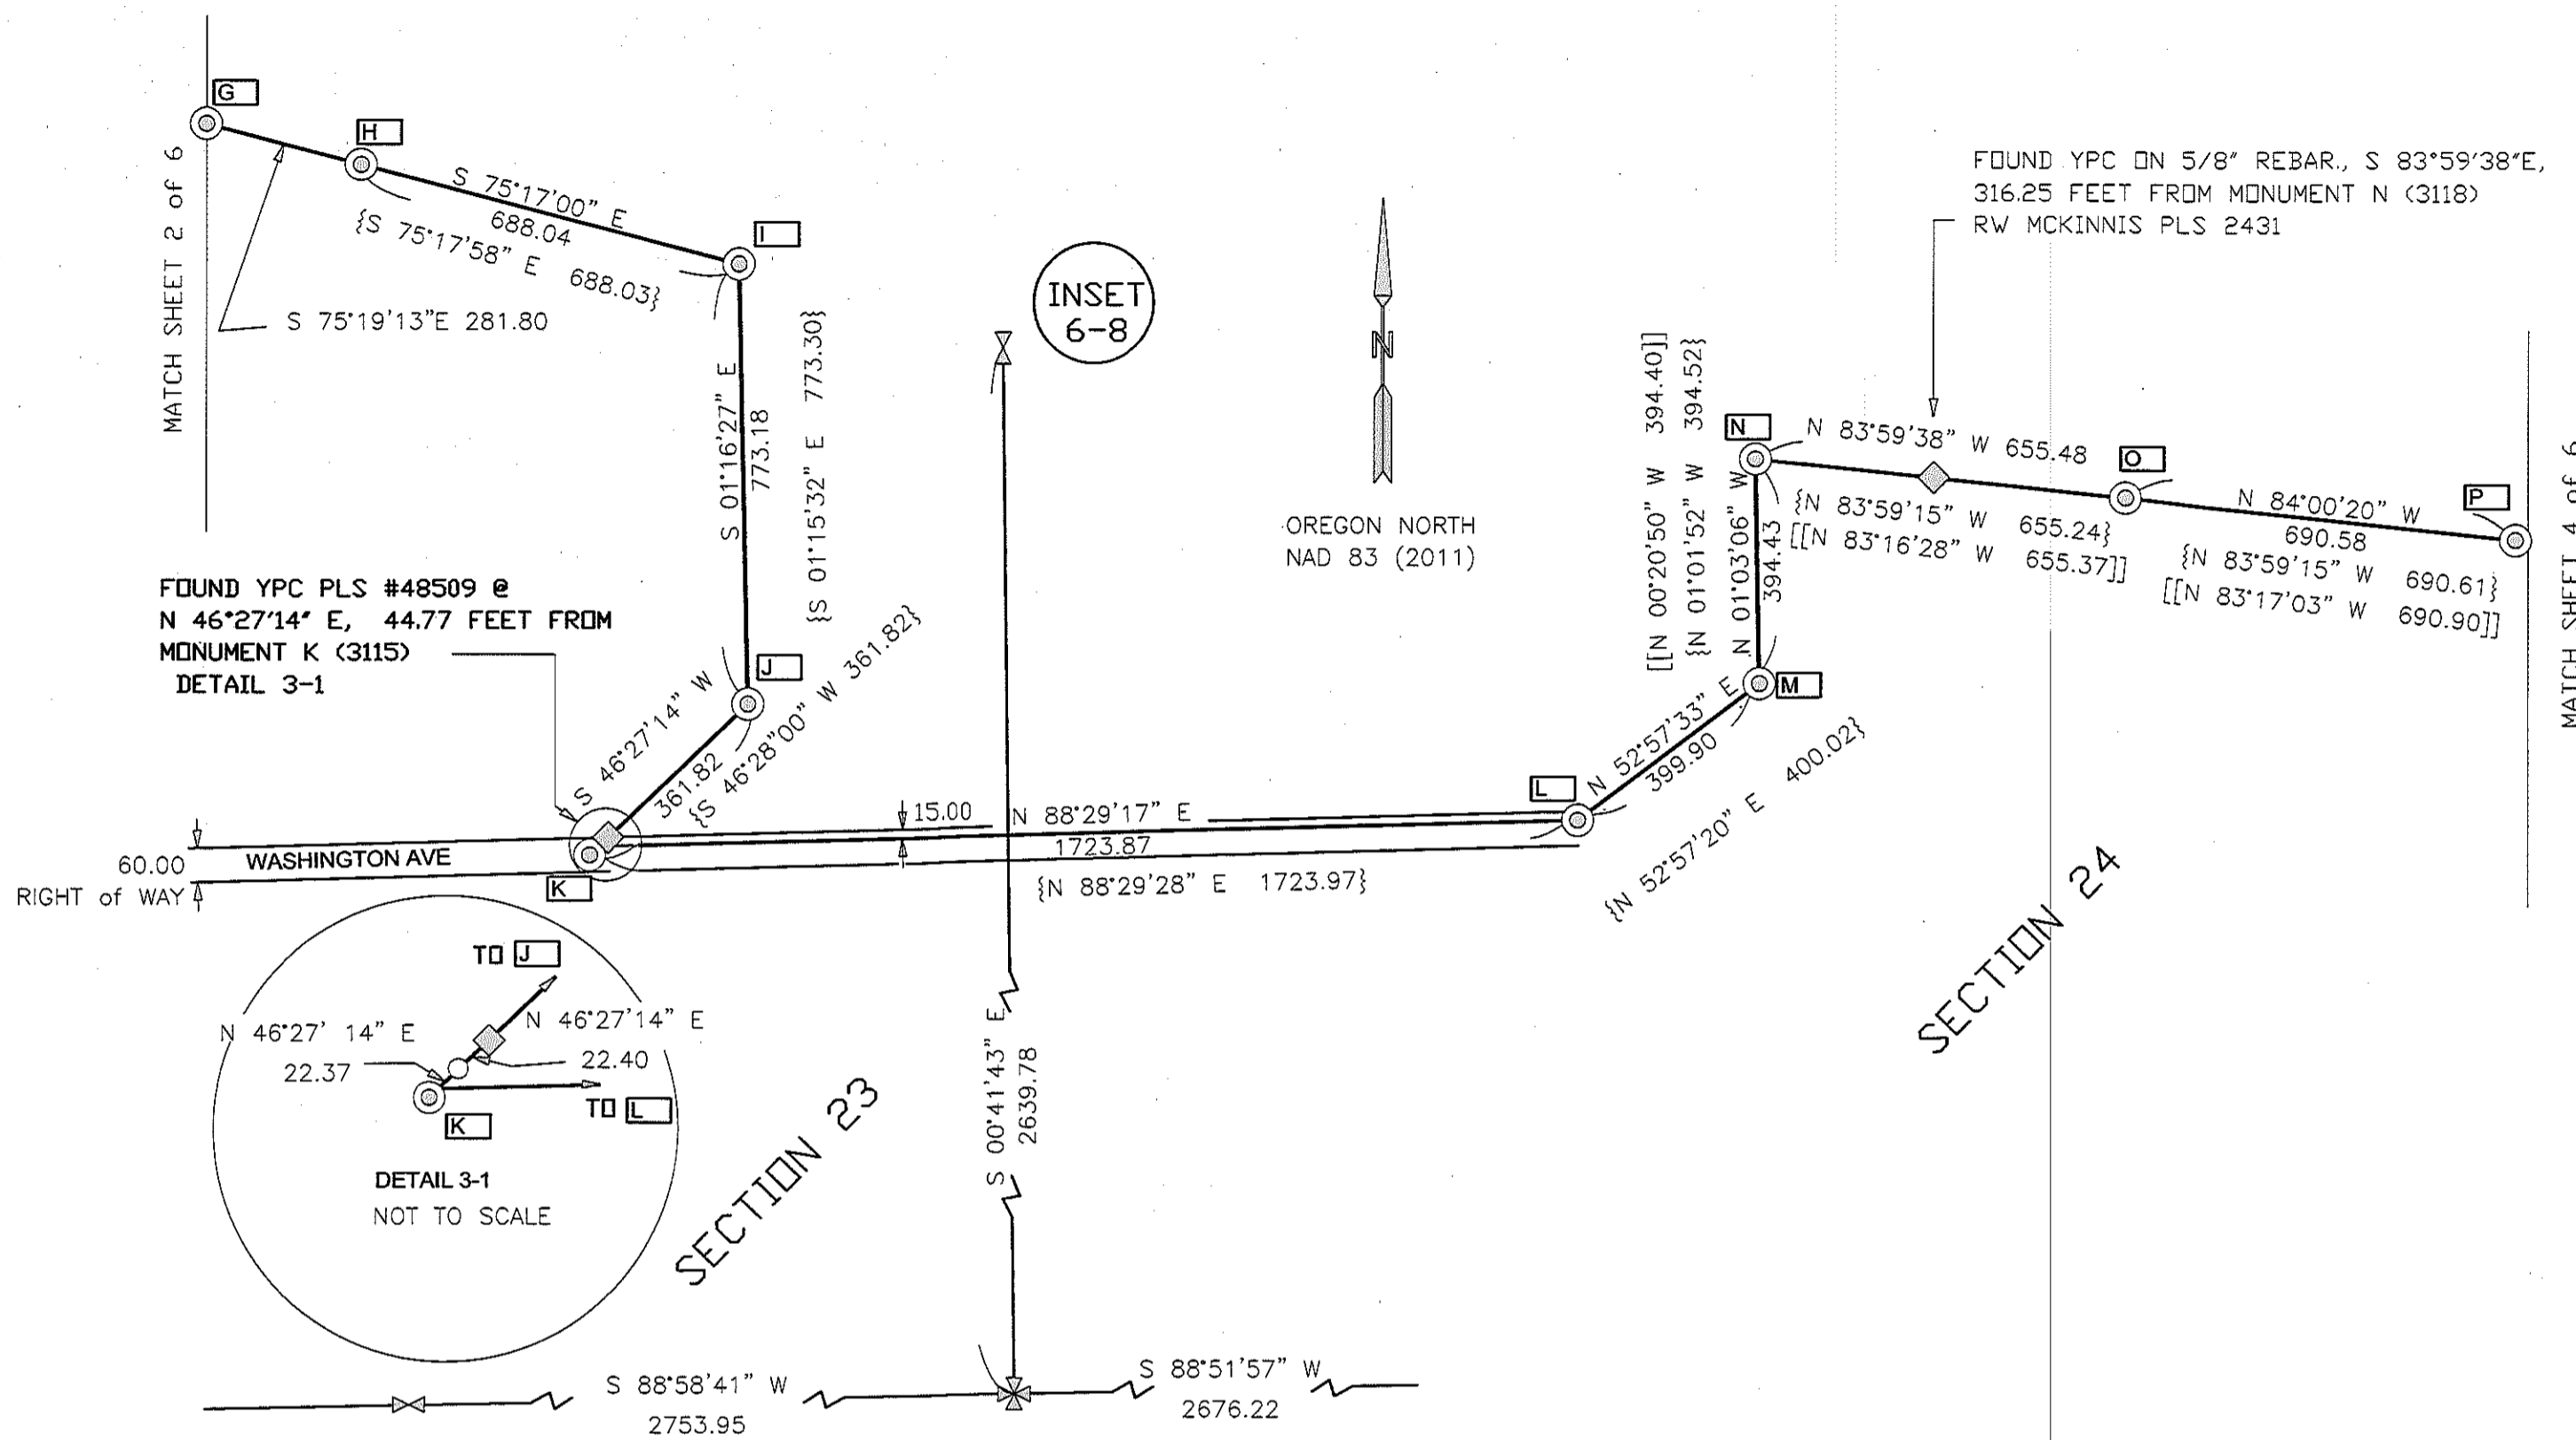 G
H
S 75°17'00" E
688.04
{S 75°17'58" E 688.03}
I
MATCH SHEET 2 of 6
S 75°19'13"E 281.80
INSET
6-8
N
OREGON NORTH
NAD 83 (2011)
FOUND YPC ON 5/8" REBAR., S 83°59'38"E,
316.25 FEET FROM MONUMENT N (3118)
RW MCKINNIS PLS 2431
S 01°16'27" E
773.18
{S 01°15'32" E 773.30}
[[N 00°20'50" W 394.40]]
{N 01°01'52" W 394.52}
N 01°03'06" W
394.43
N
N 83°59'38" W 655.48
O
{N 83°59'15" W 655.24}
[[N 83°16'28" W 655.37]]
N 84°00'20" W
690.58
P
{N 83°59'15" W 690.61}
[[N 83°17'03" W 690.90]]
MATCH SHEET 4 of 6
FOUND YPC PLS #48509 @
N 46°27'14" E, 44.77 FEET FROM
MONUMENT K (3115)
DETAIL 3-1
J
S 46°27'14" W
361.82
{S 46°28"00" W 361.82}
M
N 52°57'33" E
399.90
{N 52°57'20" E 400.02}
L
15.00
N 88°29'17" E
1723.87
{N 88°29'28" E 1723.97}
60.00
RIGHT of WAY
WASHINGTON AVE
K
TO J
N 46°27' 14" E
22.37
N 46°27'14" E
22.40
TO L
K
DETAIL 3-1
NOT TO SCALE
SECTION 23
SECTION 24
S 00°41'43" E
2639.78
S 88°58'41" W
2753.95
S 88°51'57" W
2676.22